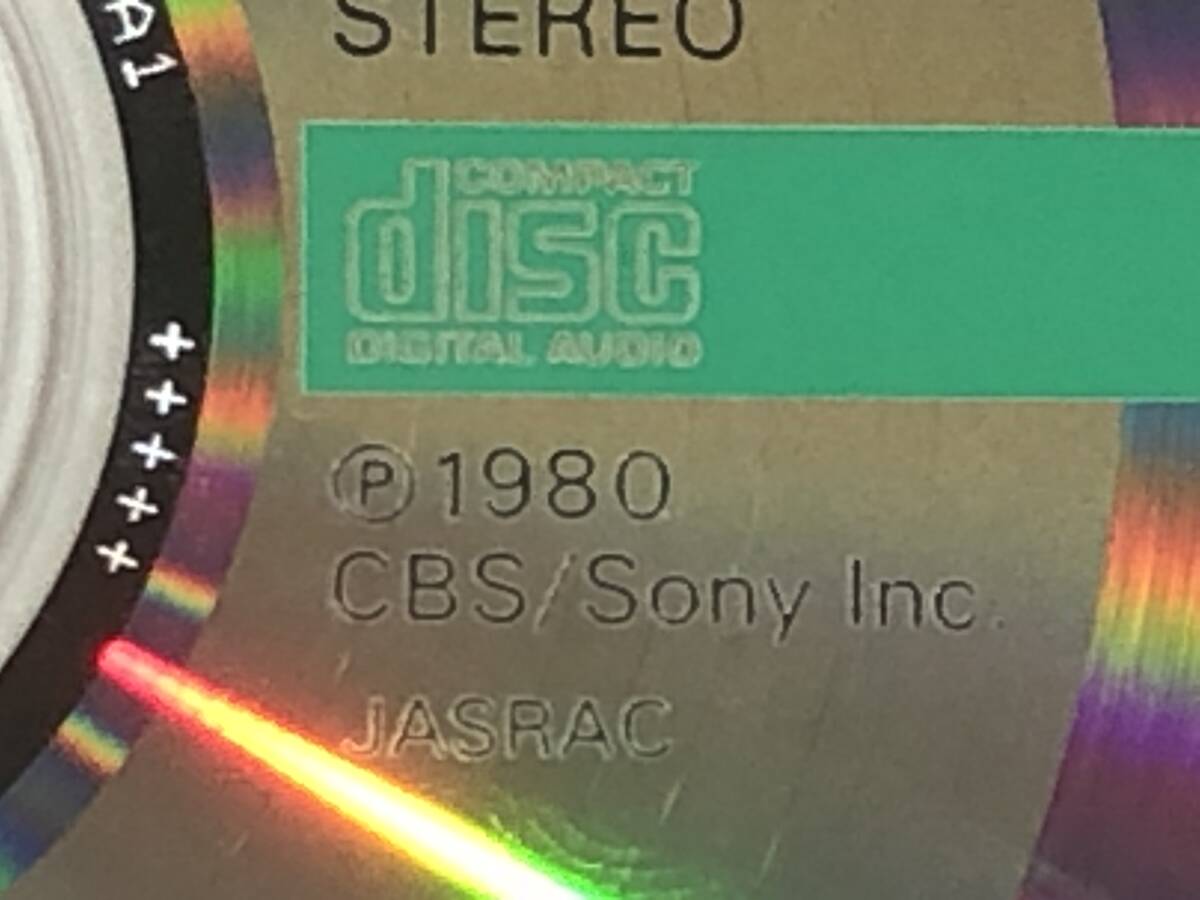 A1
+++++
STEREO
COMPACT
disc
DIGITAL AUDIO
℗1980
CBS/Sony Inc.
JASRAC